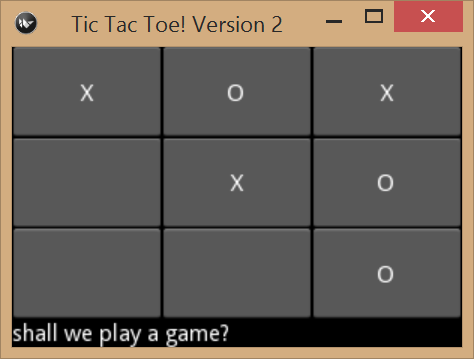 Tic Tac Toe! Version 2
X O X
X O
O
shall we play a game?